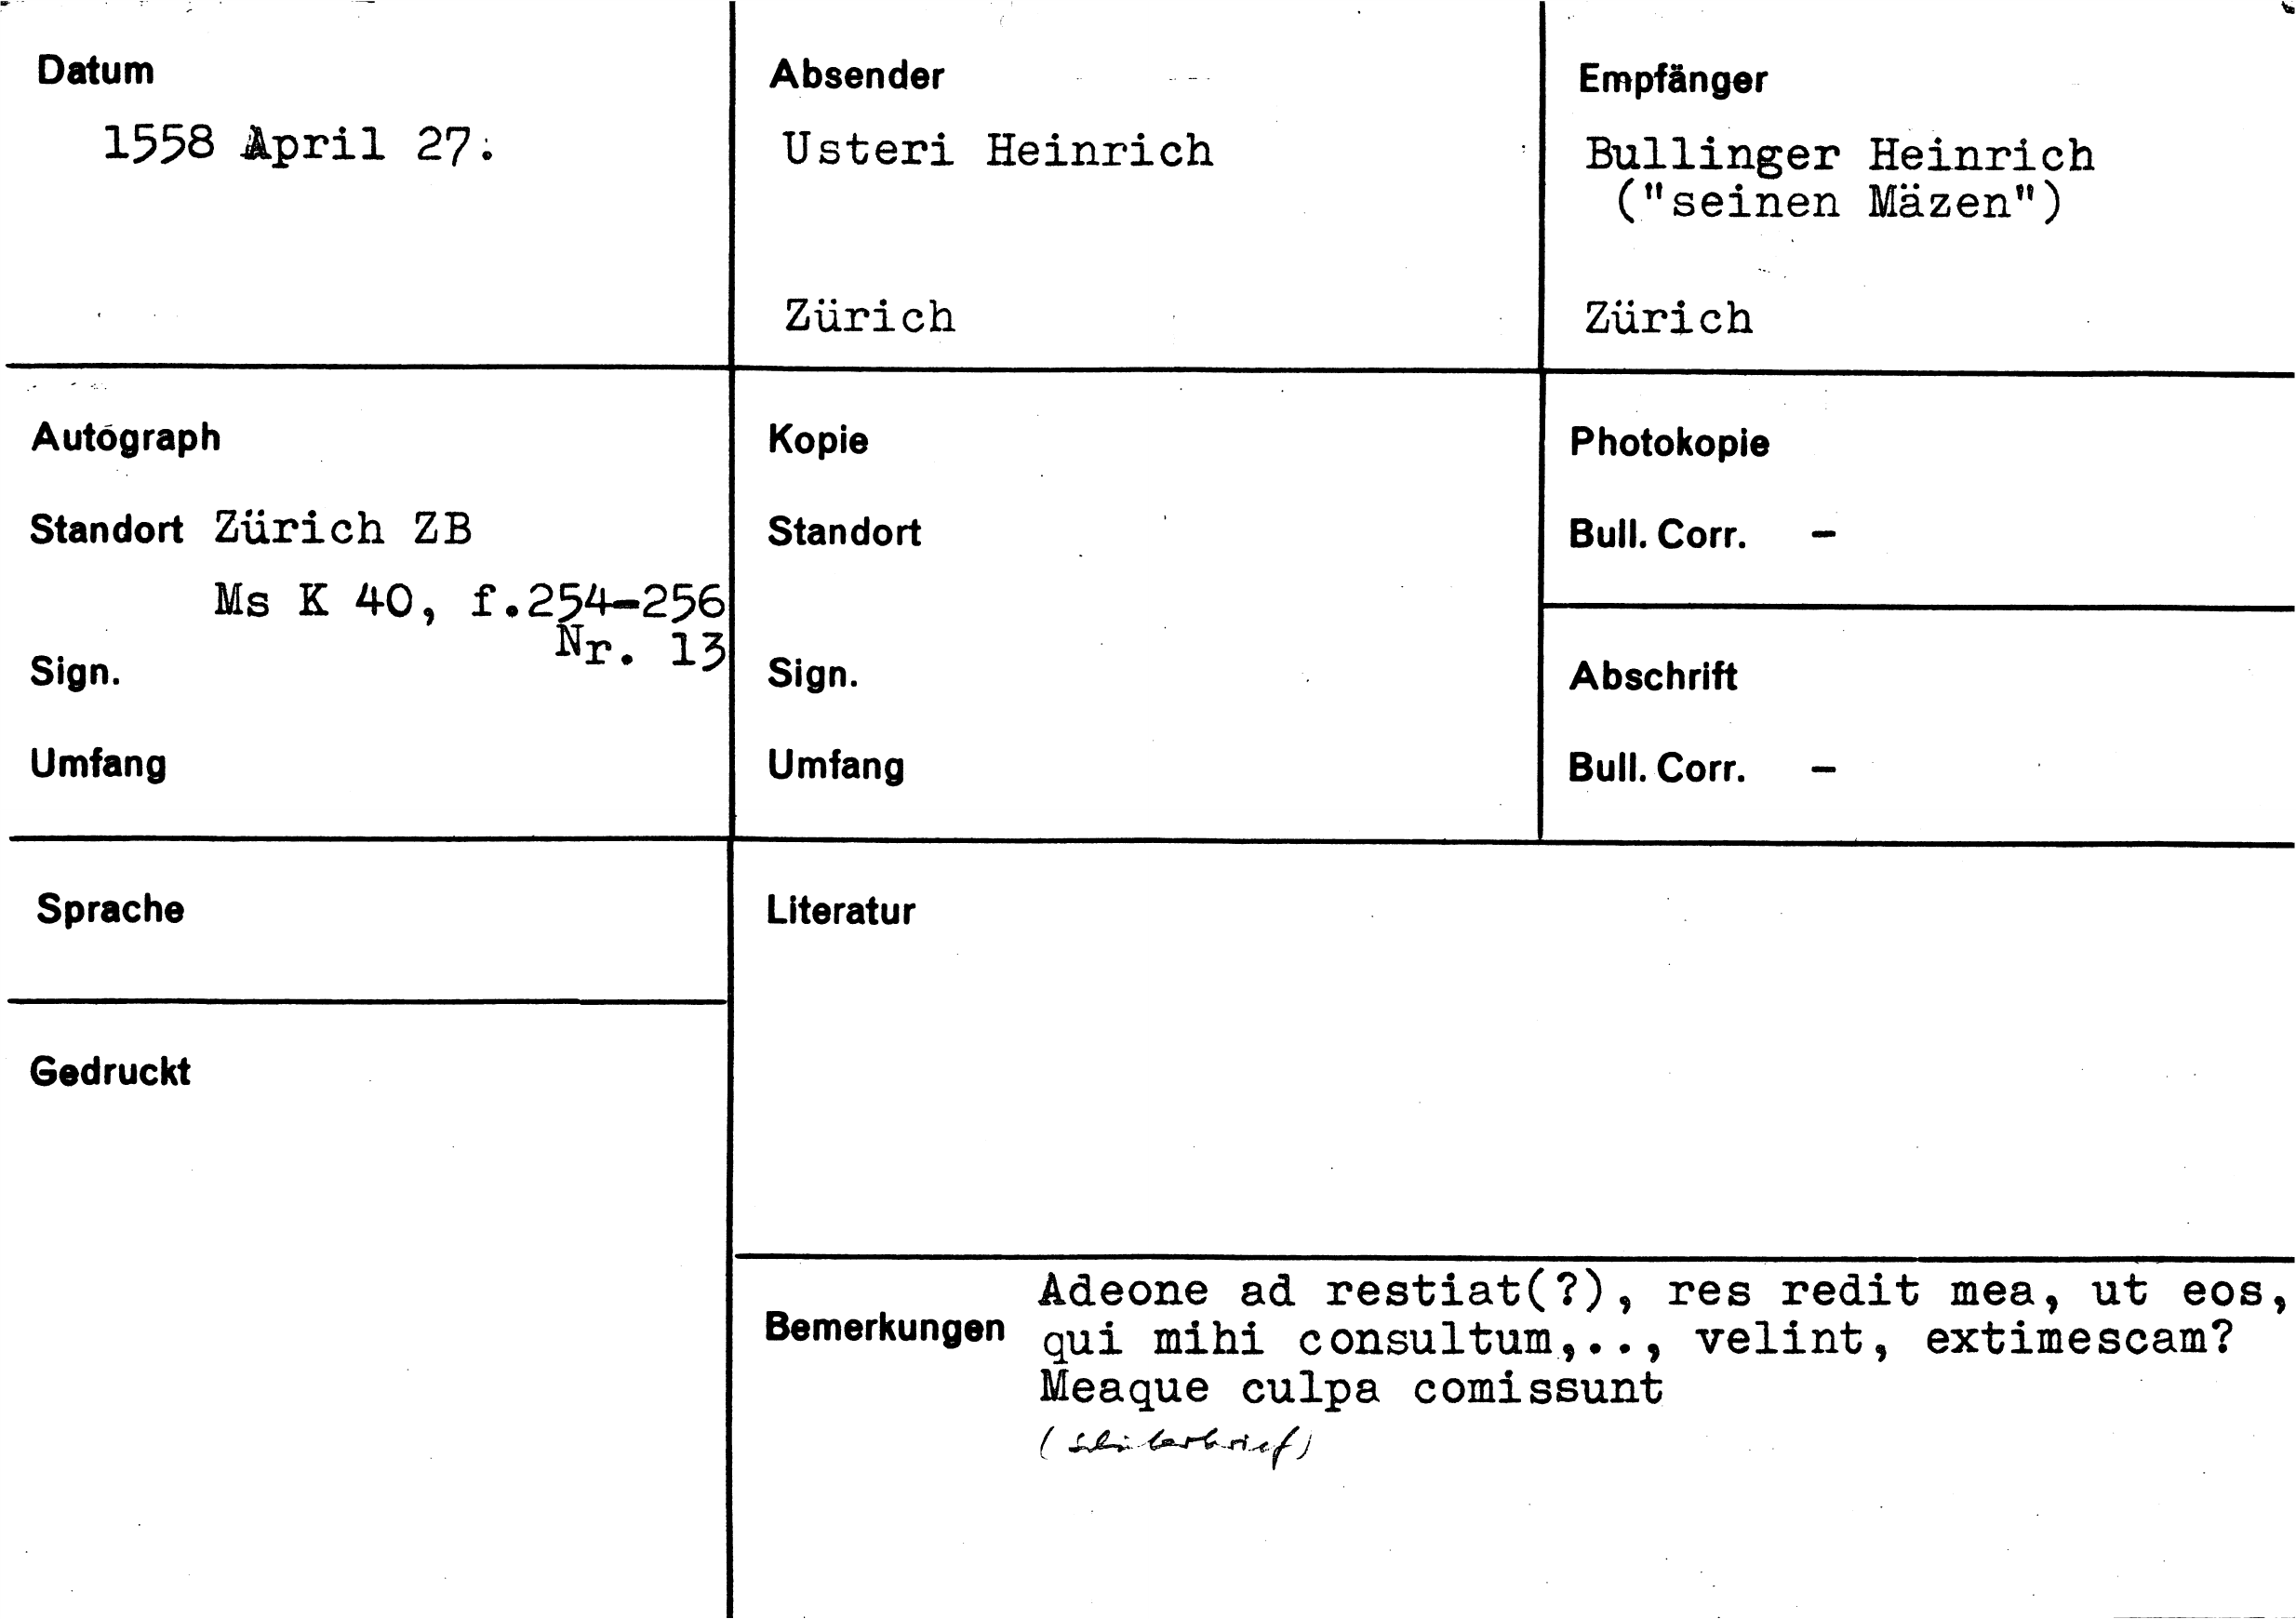 Datum
1558 April 27.
Absender
Usteri Heinrich
Zürich
Empfänger
Bullinger Heinrich
("seinen Mäzen")
Zürich
Autograph
Standort Zürich ZB
Ms K 40, f.254-256
Nr. 13
Sign.
Umfang
Kopie
Standort
Sign.
Umfang
Photokopie
Bull. Corr. -
Abschrift
Bull. Corr. -
Sprache
Gedruckt
Literatur
Bemerkungen
Adeone ad restiat(?), res redit mea, ut eos,
qui mihi consultum,.., velint, extimescam?
Meaque culpa comissunt
(Schülerbrief)